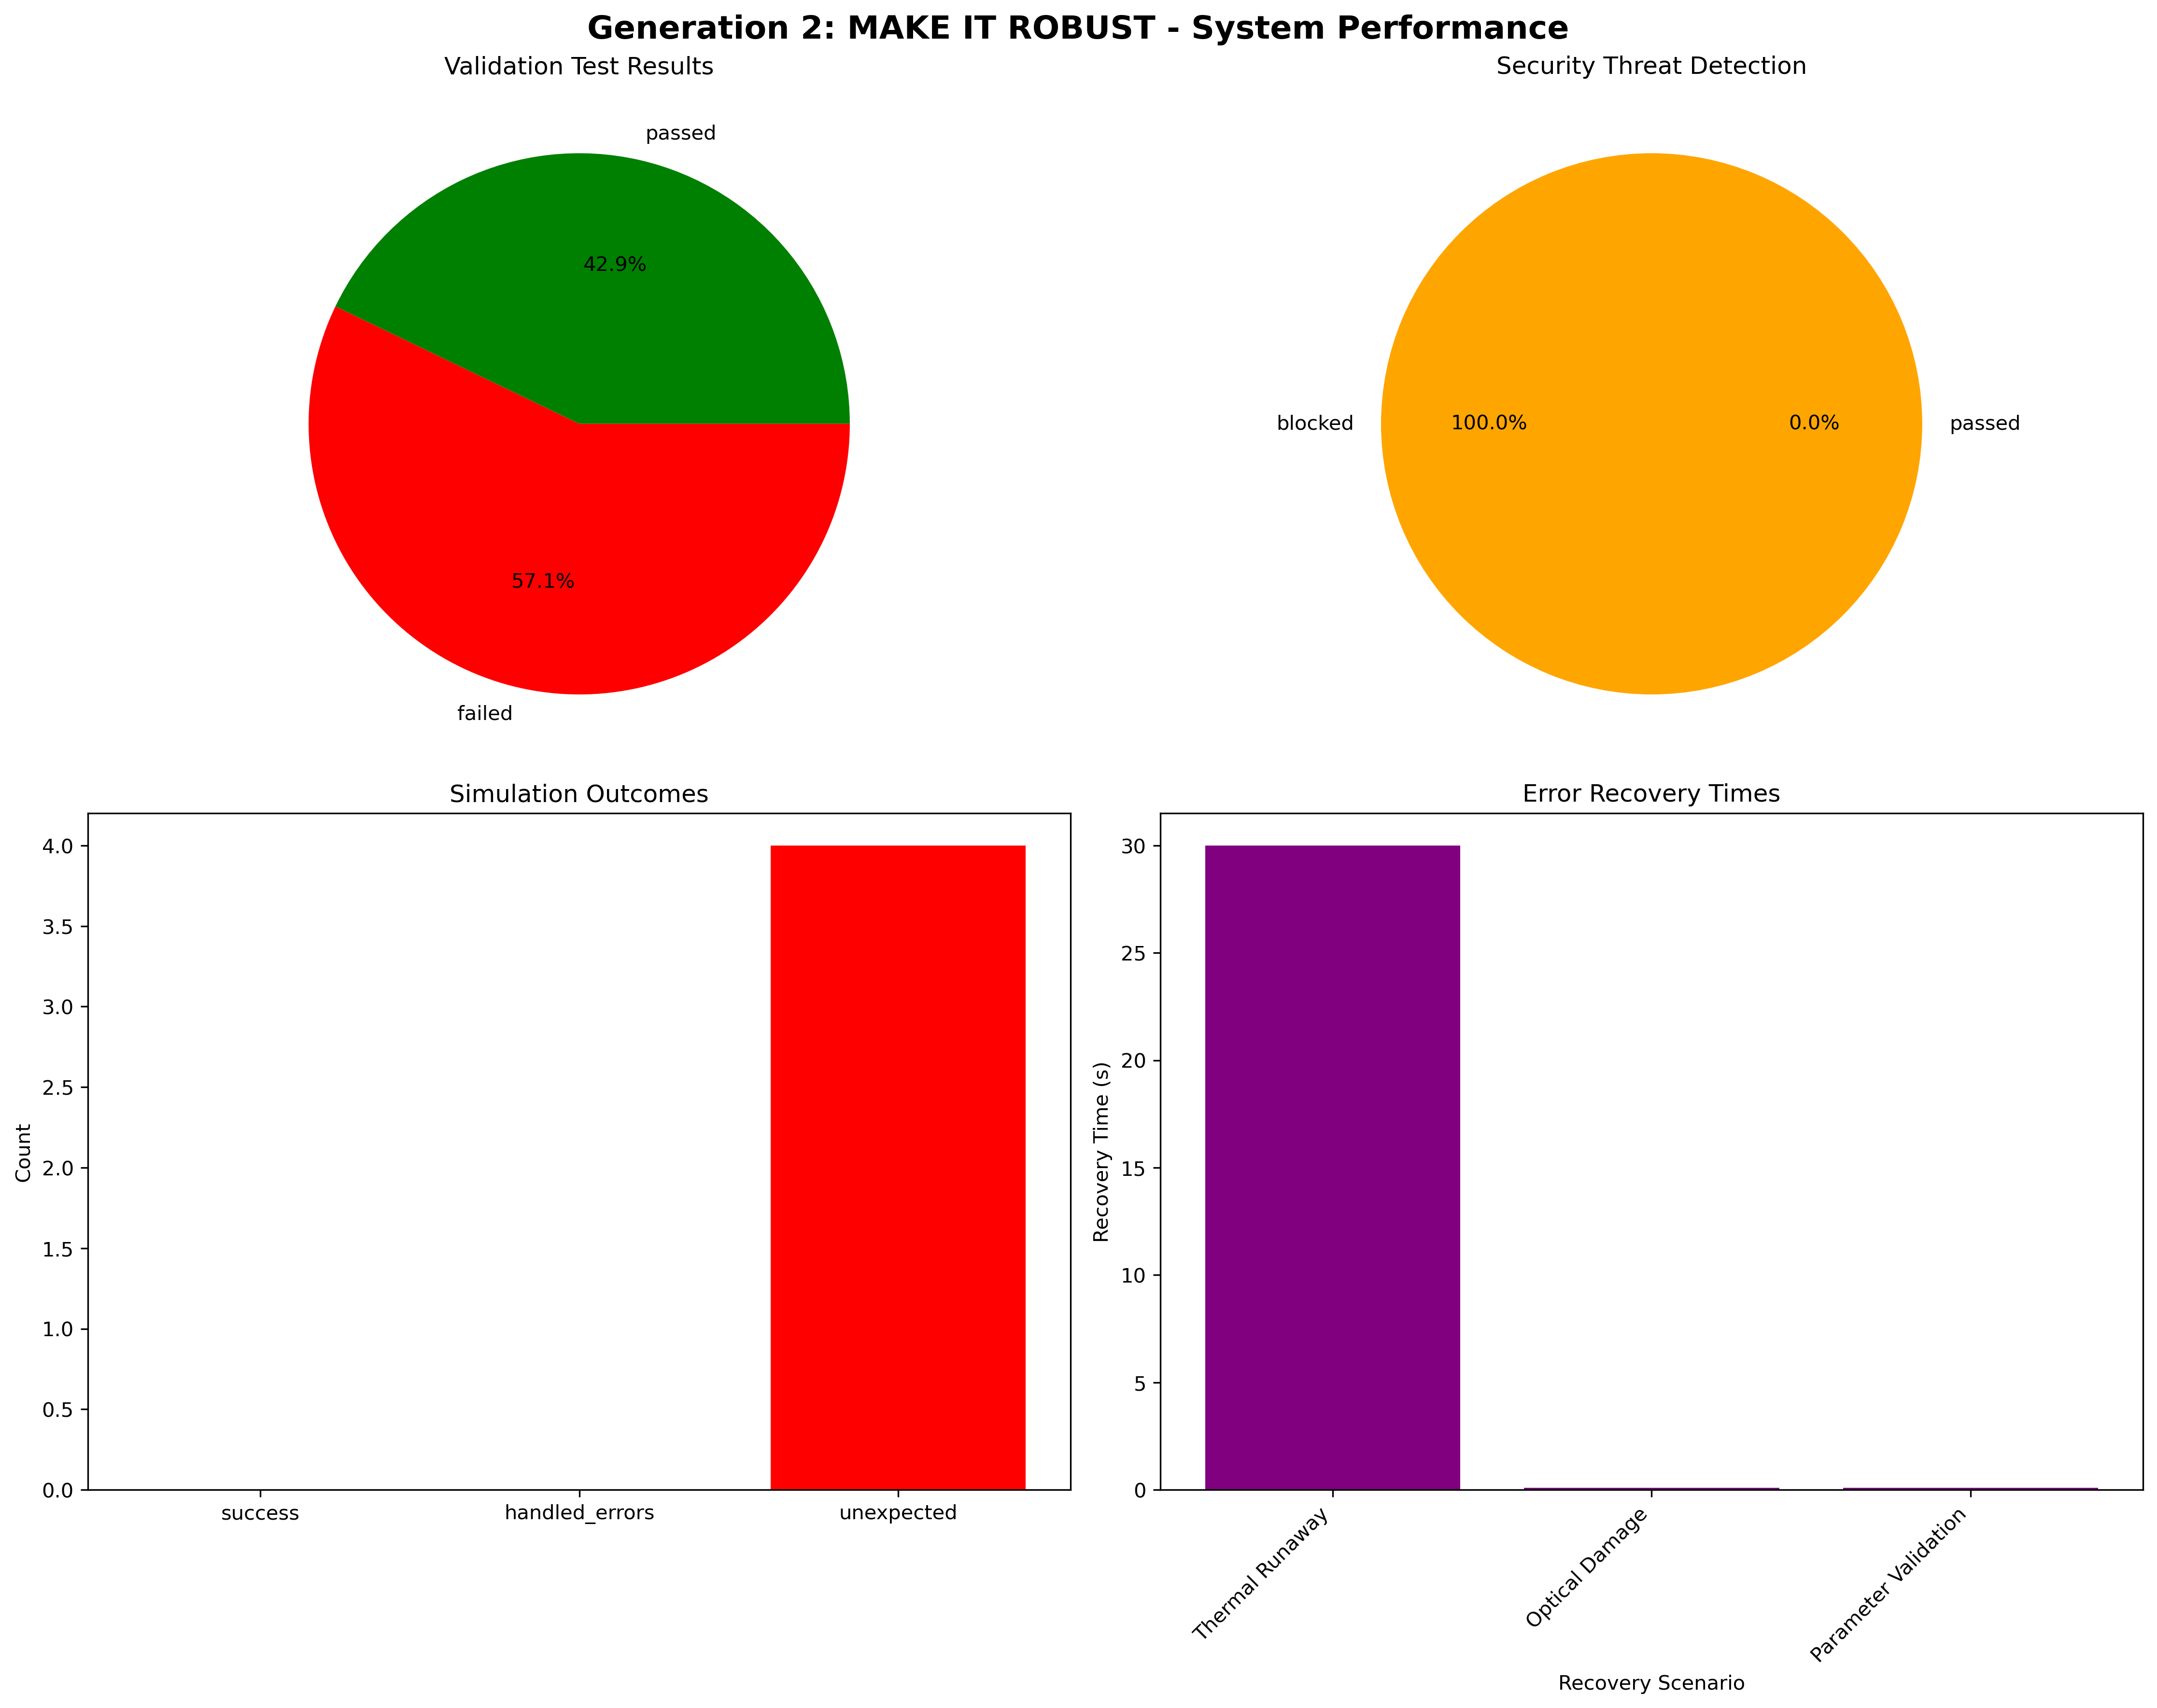 Generation 2: MAKE IT ROBUST - System Performance
Validation Test Results
passed
42.9%
57.1%
failed
Security Threat Detection
blocked
100.0%
0.0%
passed
Simulation Outcomes
Count
4.0
3.5
3.0
2.5
2.0
1.5
1.0
0.5
0.0
success
handled_errors
unexpected
Error Recovery Times
Recovery Time (s)
30
25
20
15
10
5
0
Thermal Runaway
Optical Damage
Parameter Validation
Recovery Scenario